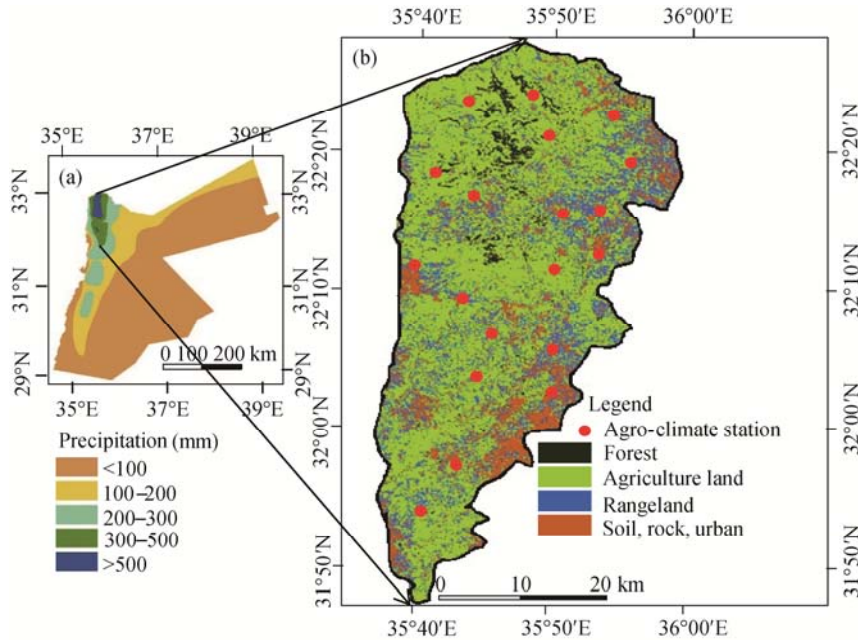 35°40′E 35°50′E 36°00′E
(b)
35°E 37°E 39°E
(a)
33°N
33°N
32°20′N
32°20′N
31°N
31°N
32°10′N
32°10′N
29°N
29°N
0 100 200 km
35°E 37°E 39°E
Precipitation (mm)
<100
100–200
200–300
300–500
>500
32°00′N
32°00′N
31°50′N
31°50′N
Legend
Agro-climate station
Forest
Agriculture land
Rangeland
Soil, rock, urban
0 10 20 km
35°40′E 35°50′E 36°00′E